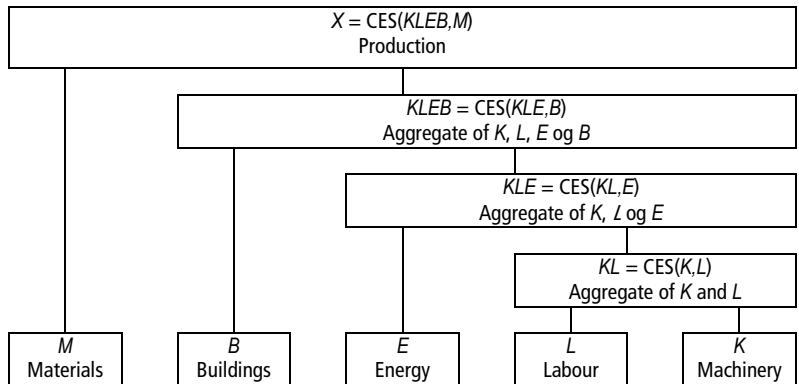 X = CES(KLEB,M)
Production
KLEB = CES(KLE,B)
Aggregate of K, L, E og B
KLE = CES(KL,E)
Aggregate of K, L og E
KL = CES(K,L)
Aggregate of K and L
M
Materials
B
Buildings
E
Energy
L
Labour
K
Machinery